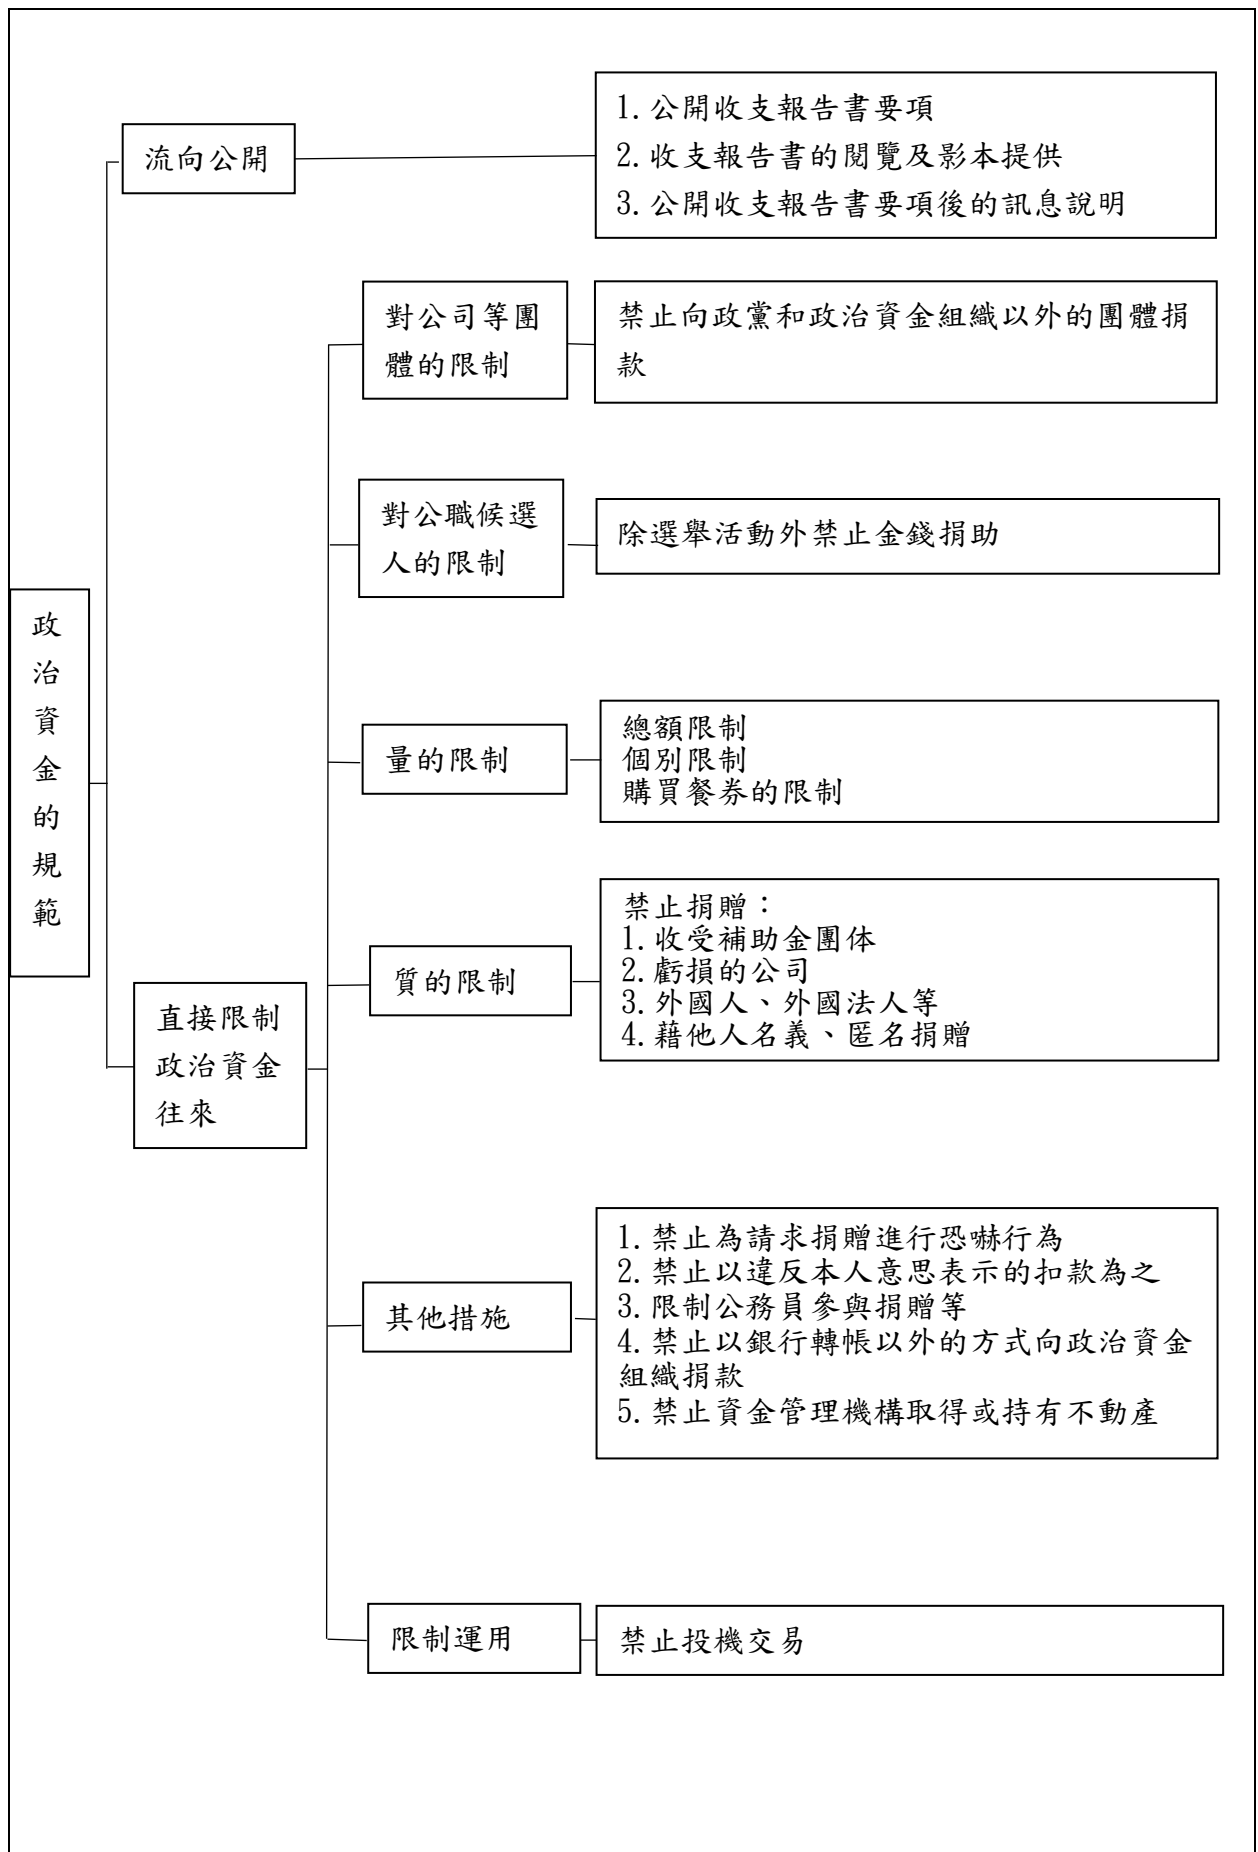 流向公開
1.公開收支報告書要項
2.收支報告書的閱覽及影本提供
3.公開收支報告書要項後的訊息說明
對公司等團
體的限制
禁止向政黨和政治資金組織以外的團體捐
款
對公職候選
人的限制
除選舉活動外禁止金錢捐助
政
治
資
金
的
規
範
量的限制
總額限制
個別限制
購買餐券的限制
質的限制
禁止捐贈：
1.收受補助金團体
2.虧損的公司
3.外國人、外國法人等
4.藉他人名義、匿名捐贈
直接限制
政治資金
往來
其他措施
1.禁止為請求捐贈進行恐嚇行為
2.禁止以違反本人意思表示的扣款為之
3.限制公務員參與捐贈等
4.禁止以銀行轉帳以外的方式向政治資金
組織捐款
5.禁止資金管理機構取得或持有不動產
限制運用
禁止投機交易